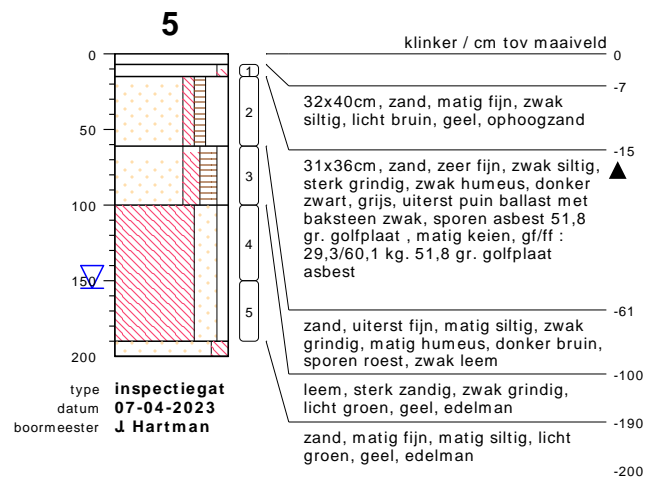 5
klinker / cm tov maaiveld
0
-7
32x40cm, zand, matig fijn, zwak
siltig, licht bruin, geel, ophoogzand
-15
31x36cm, zand, zeer fijn, zwak siltig,
sterk grindig, zwak humeus, donker
zwart, grijs, uiterst puin ballast met
baksteen zwak, sporen asbest 51,8
gr. golfplaat , matig keien, gf/ff :
29,3/60,1 kg. 51,8 gr. golfplaat
asbest
-61
zand, uiterst fijn, matig siltig, zwak
grindig, matig humeus, donker bruin,
sporen roest, zwak leem
-100
leem, sterk zandig, zwak grindig,
licht groen, geel, edelman
-190
zand, matig fijn, matig siltig, licht
groen, geel, edelman
-200
0
50
100
150
200
1
2
3
4
5
type inspectiegat
datum 07-04-2023
boormeester J. Hartman